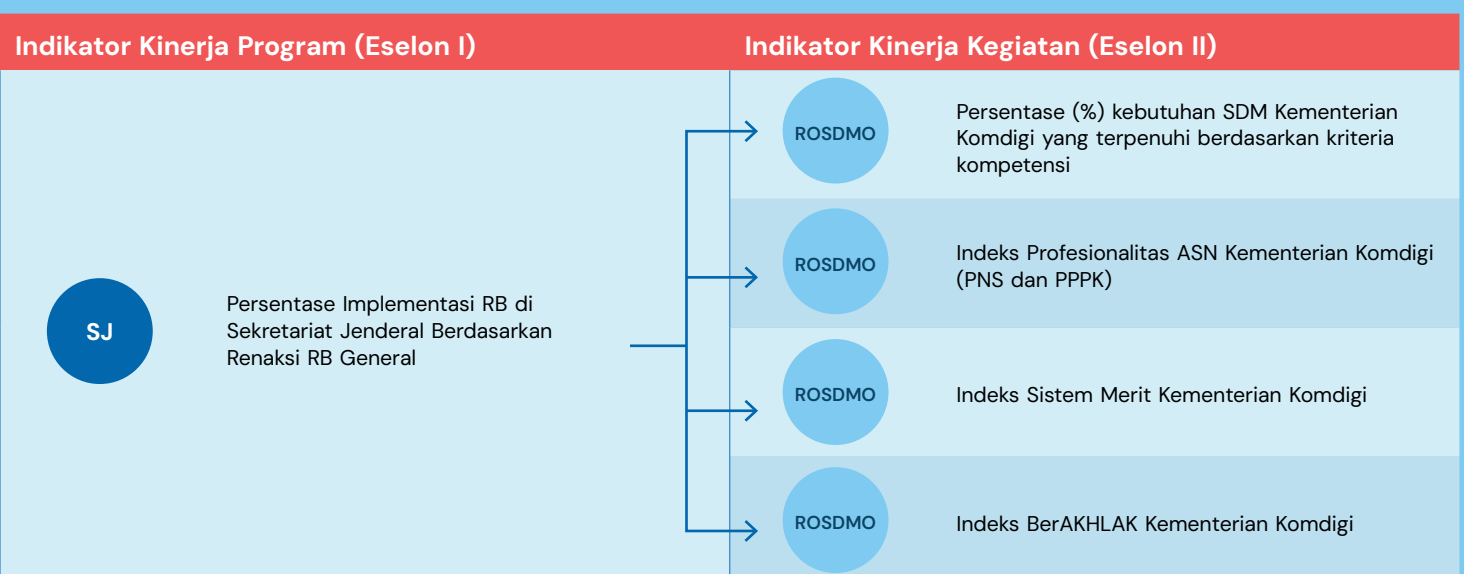 Indikator Kinerja Program (Eselon I)
Indikator Kinerja Kegiatan (Eselon II)
SJ
Persentase Implementasi RB di
Sekretariat Jenderal Berdasarkan
Renaksi RB General
ROSDMO
Persentase (%) kebutuhan SDM Kementerian
Komdigi yang terpenuhi berdasarkan kriteria
kompetensi
ROSDMO
Indeks Profesionalitas ASN Kementerian Komdigi
(PNS dan PPPK)
ROSDMO
Indeks Sistem Merit Kementerian Komdigi
ROSDMO
Indeks BerAKHLAK Kementerian Komdigi